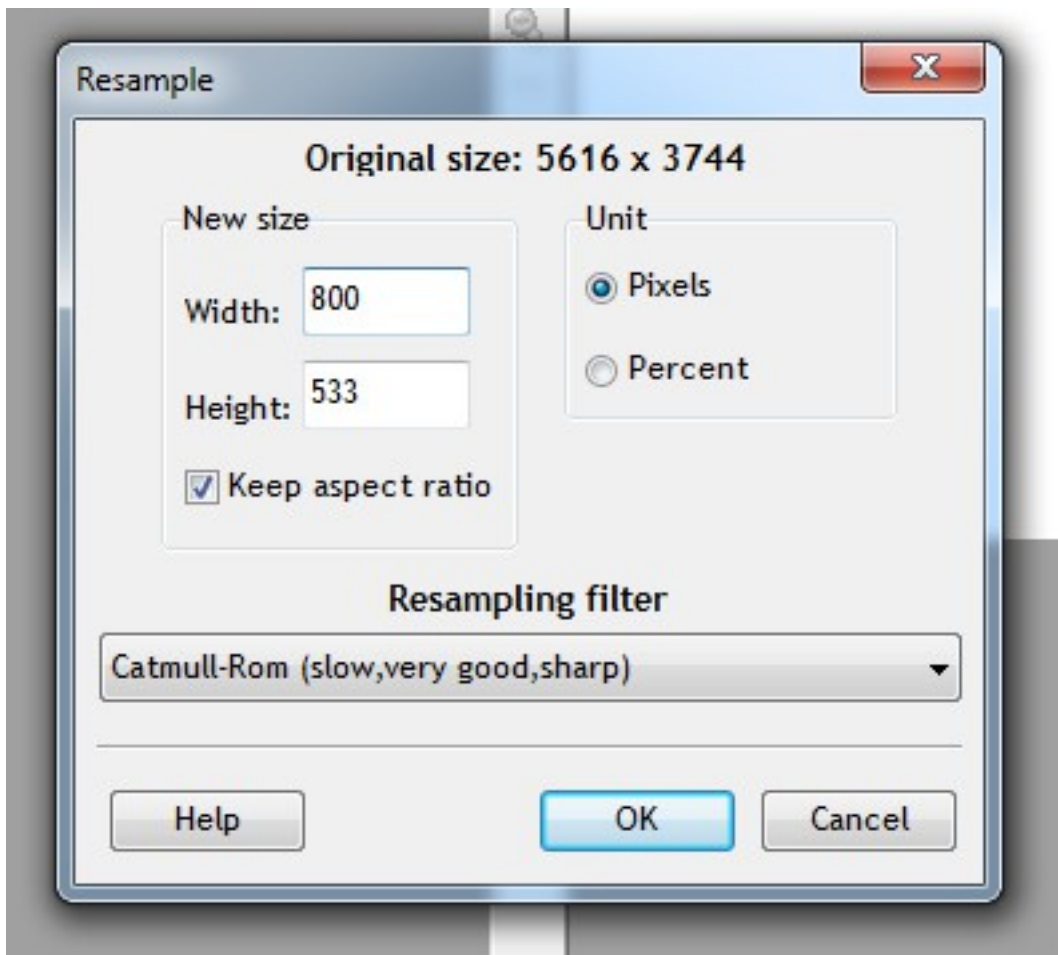 Resample
Original size: 5616 x 3744
New size
Width: 800
Height: 533
Keep aspect ratio
Unit
Pixels
Percent
Resampling filter
Catmull-Rom (slow,very good,sharp)
Help OK Cancel